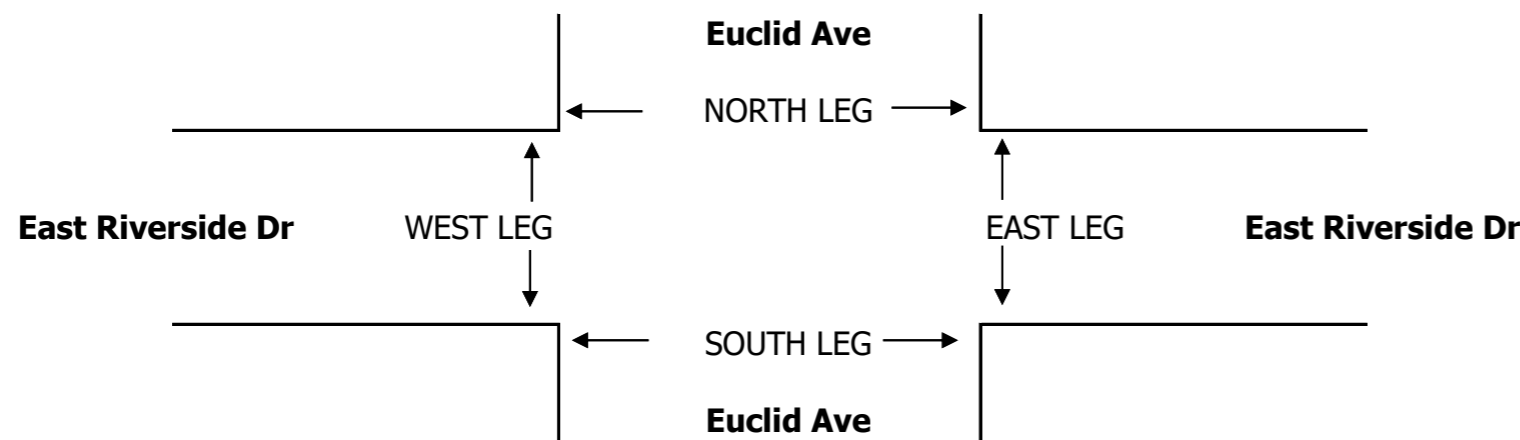 Euclid Ave
NORTH LEG
East Riverside Dr WEST LEG EAST LEG East Riverside Dr
SOUTH LEG
Euclid Ave